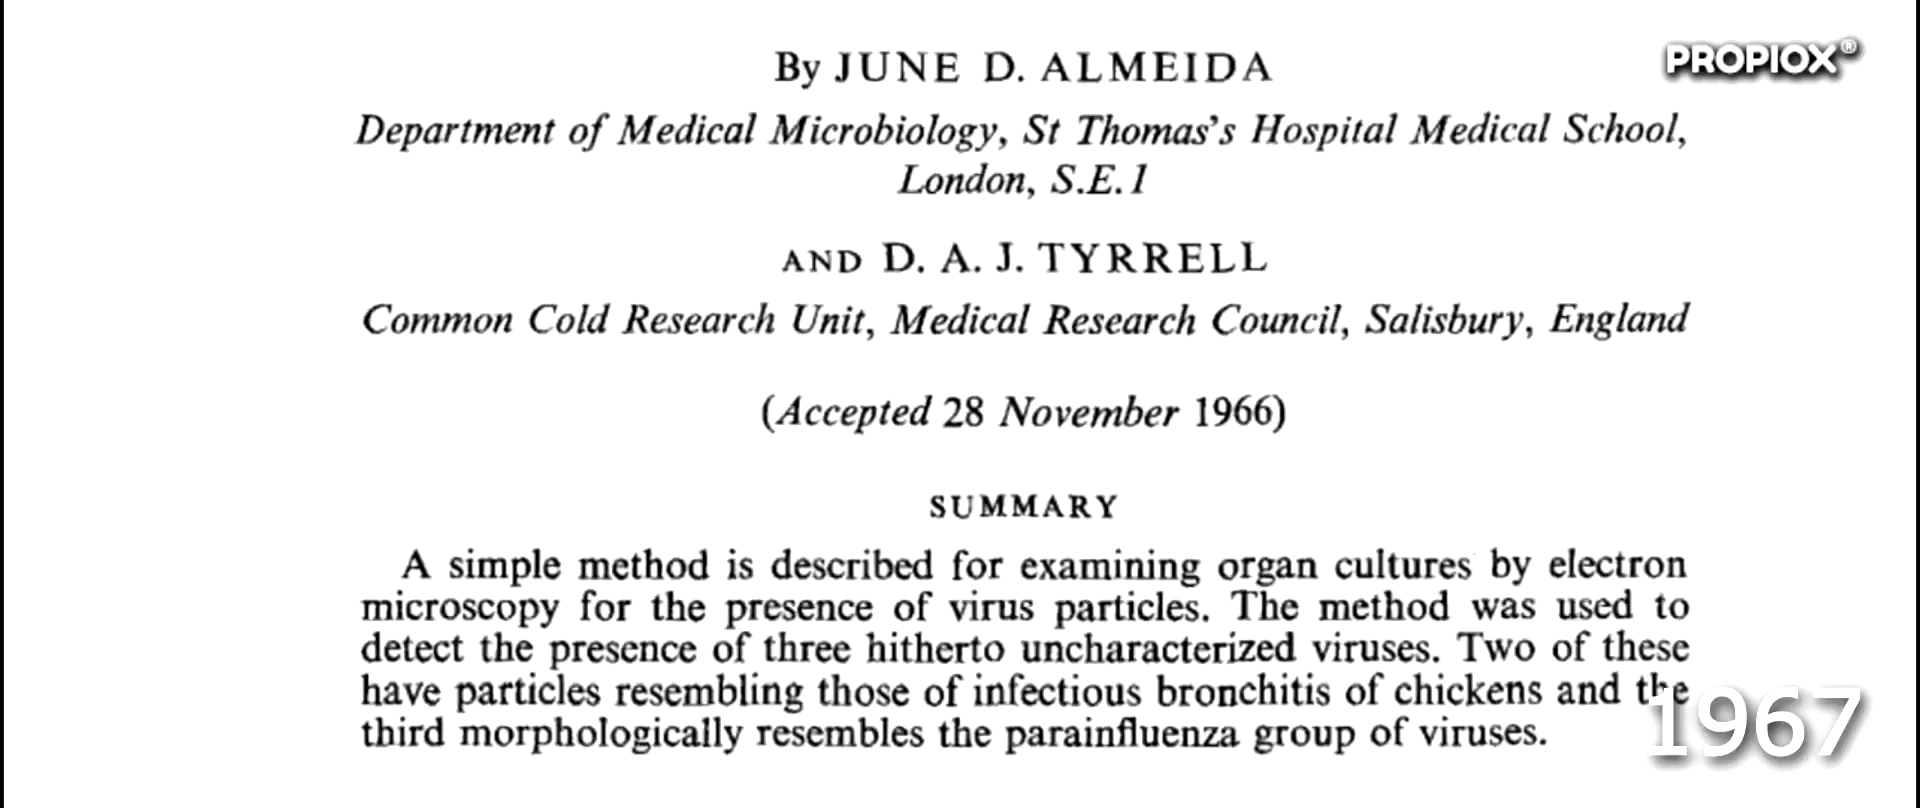 By JUNE D. ALMEIDA
PROPIOX®
Department of Medical Microbiology, St Thomas's Hospital Medical School,
London, S.E.1
AND D. A. J. TYRRELL
Common Cold Research Unit, Medical Research Council, Salisbury, England
(Accepted 28 November 1966)
SUMMARY
A simple method is described for examining organ cultures by electron
microscopy for the presence of virus particles. The method was used to
detect the presence of three hitherto uncharacterized viruses. Two of these
have particles resembling those of infectious bronchitis of chickens and the
third morphologically resembles the parainfluenza group of viruses.
1967